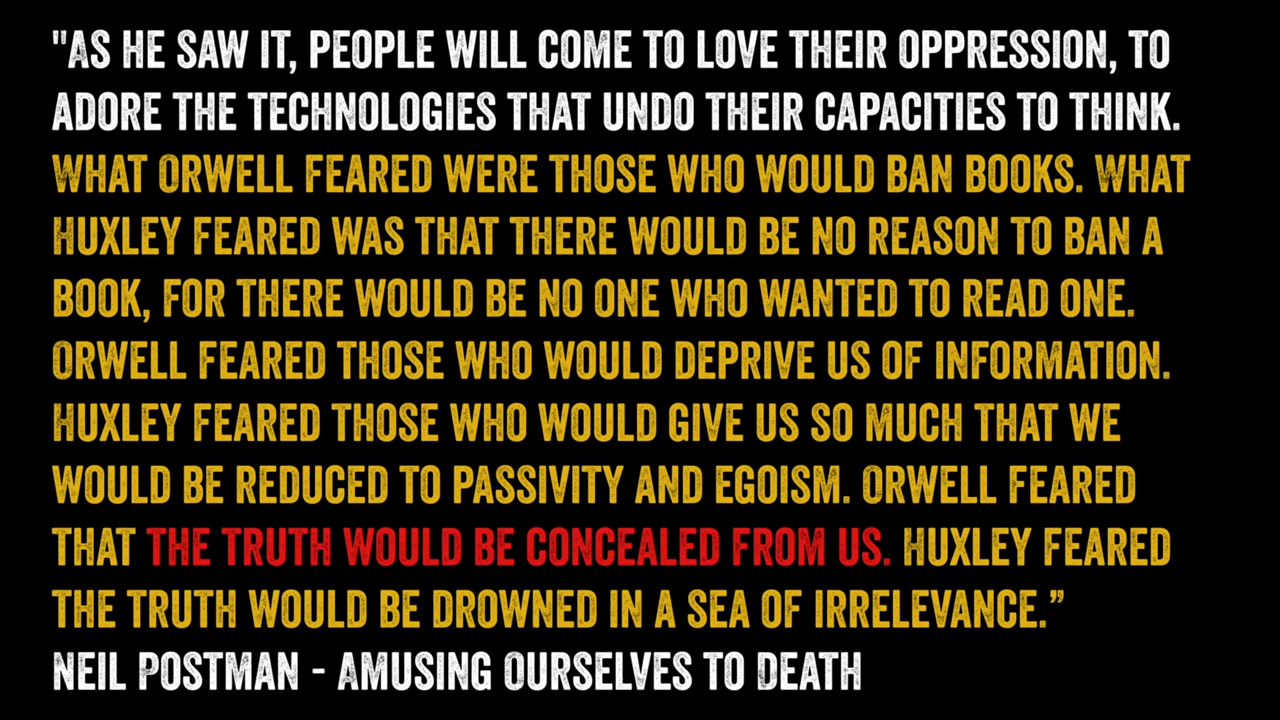 "AS HE SAW IT, PEOPLE WILL COME TO LOVE THEIR OPPRESSION, TO
ADORE THE TECHNOLOGIES THAT UNDO THEIR CAPACITIES TO THINK.
WHAT ORWELL FEARED WERE THOSE WHO WOULD BAN BOOKS. WHAT
HUXLEY FEARED WAS THAT THERE WOULD BE NO REASON TO BAN A
BOOK, FOR THERE WOULD BE NO ONE WHO WANTED TO READ ONE.
ORWELL FEARED THOSE WHO WOULD DEPRIVE US OF INFORMATION.
HUXLEY FEARED THOSE WHO WOULD GIVE US SO MUCH THAT WE
WOULD BE REDUCED TO PASSIVITY AND EGOISM. ORWELL FEARED
THAT THE TRUTH WOULD BE CONCEALED FROM US. HUXLEY FEARED
THE TRUTH WOULD BE DROWNED IN A SEA OF IRRELEVANCE.”
NEIL POSTMAN - AMUSING OURSELVES TO DEATH